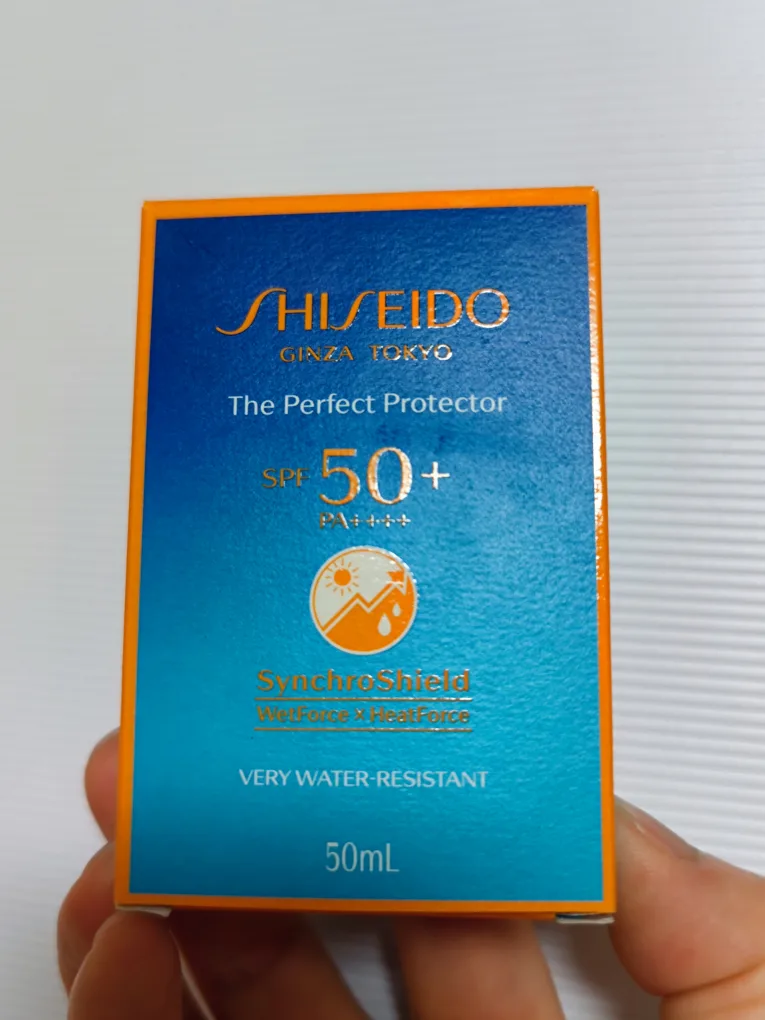 SHISEIDO
GINZA TOKYO
The Perfect Protector
SPF 50+
PA++++
SynchroShield
WetForce × HeatForce
VERY WATER-RESISTANT
50mL